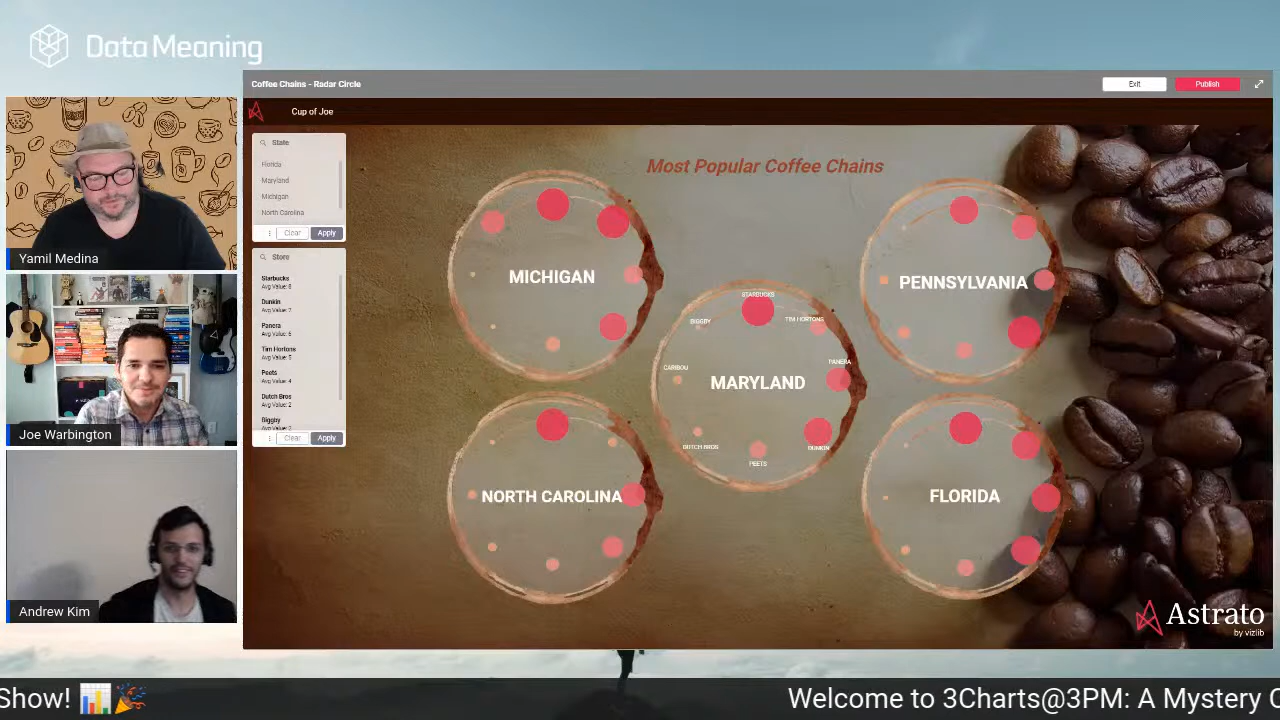 Data Meaning
Coffee Chains - Radar Circle
Exit
Publish
Cup of Joe
State
Florida
Maryland
Michigan
North Carolina
Clear
Apply
Store
Starbucks
Avg Value: 8
Dunkin
Avg Value: 7
Panera
Avg Value: 6
Tim Hortons
Avg Value: 5
Peets
Avg Value: 4
Dutch Bros
Avg Value: 2
Biggby
Clear
Apply
Most Popular Coffee Chains
MICHIGAN
PENNSYLVANIA
STARBUCKS
BIGGBY
TIM HORTONS
PANERA
CARIBOU
MARYLAND
DUTCH BROS
DUNKIN
PEETS
NORTH CAROLINA
FLORIDA
Astrato
by vizlib
Yamil Medina
Joe Warbington
Andrew Kim
Show! 📊🎉
Welcome to 3Charts@3PM: A Mystery C